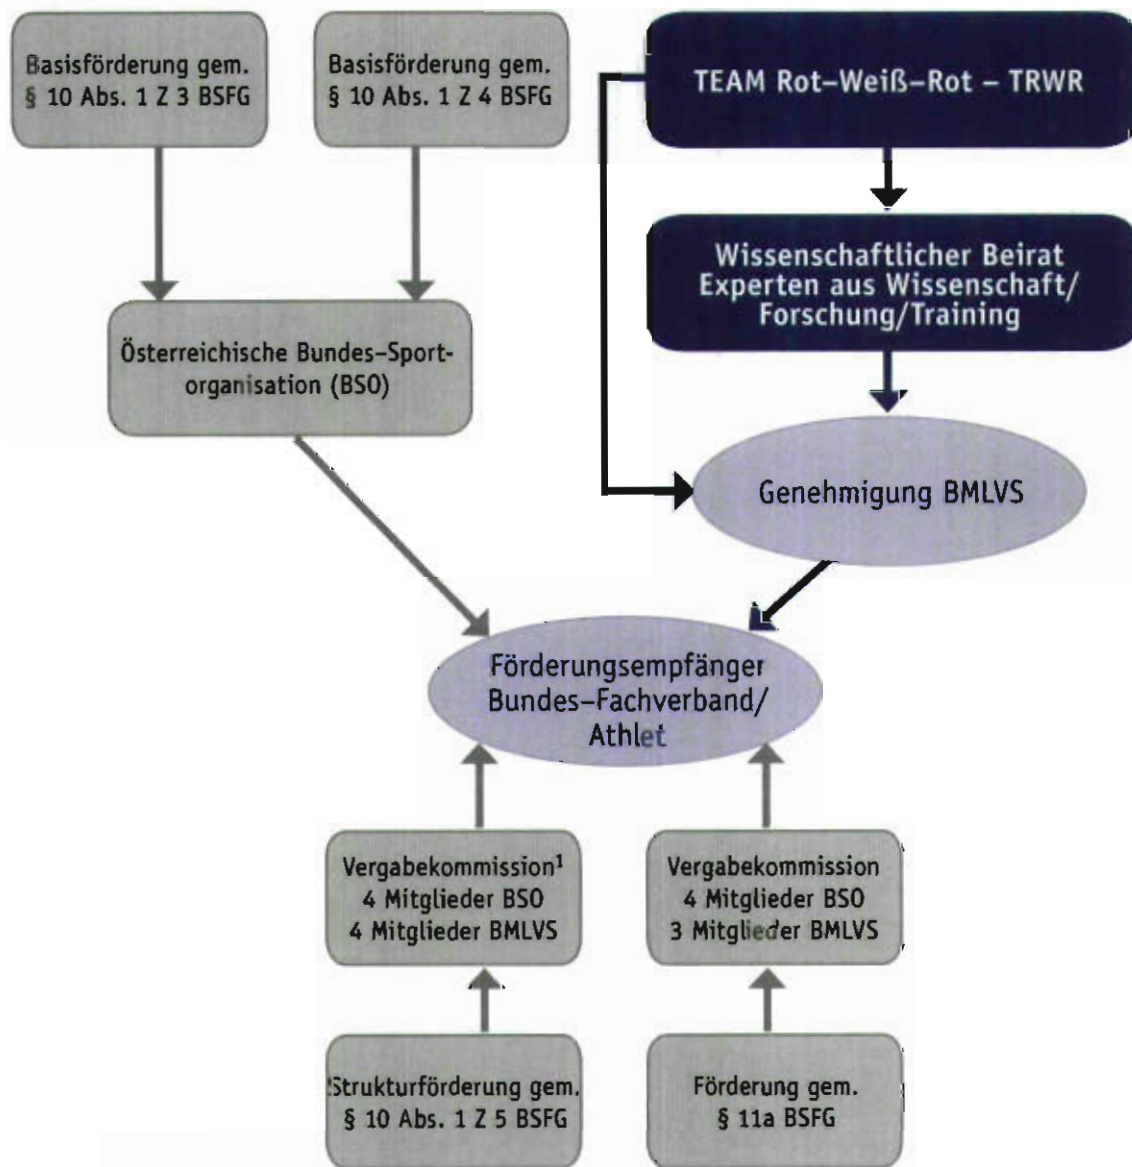 Basisförderung gem.
§ 10 Abs. 1 Z 3 BSFG
Basisförderung gem.
§ 10 Abs. 1 Z 4 BSFG
TEAM Rot–Weiß–Rot – TRWR
Wissenschaftlicher Beirat
Experten aus Wissenschaft/
Forschung/Training
Österreichische Bundes–Sport-
organisation (BSO)
Genehmigung BMLVS
Förderungsempfänger
Bundes–Fachverband/
Athlet
Vergabekommission¹
4 Mitglieder BSO
4 Mitglieder BMLVS
Vergabekommission
4 Mitglieder BSO
3 Mitglieder BMLVS
Strukturförderung gem.
§ 10 Abs. 1 Z 5 BSFG
Förderung gem.
§ 11a BSFG